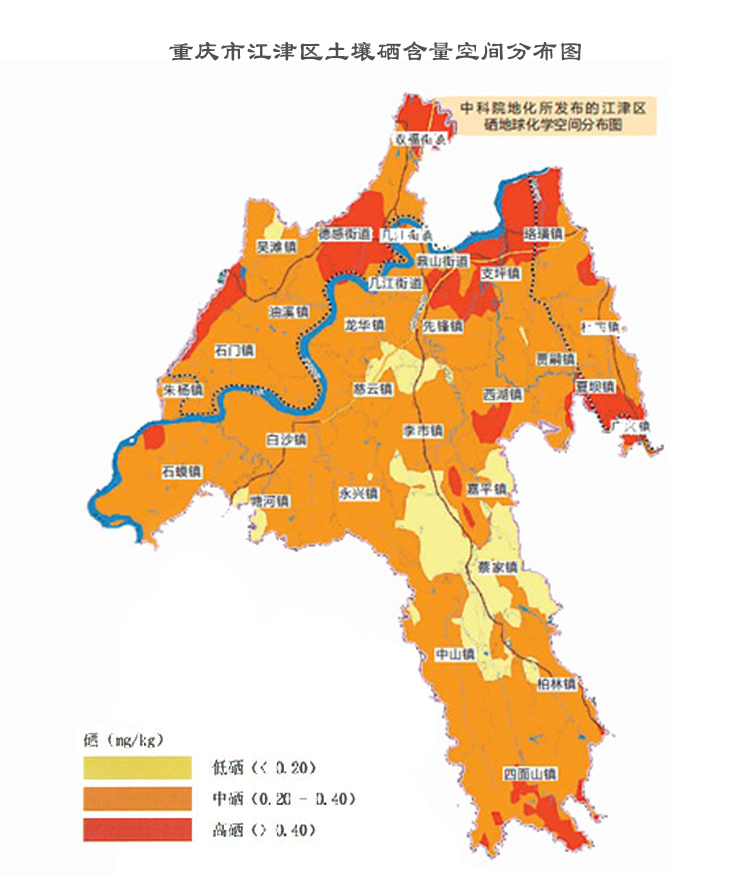 重庆市江津区土壤硒含量空间分布图
中科院地化所发布的江津区
硒地球化学空间分布图
双福街道
德感街道
几江街道
珞璜镇
吴滩镇
鼎山街道
支坪镇
几江街道
油溪镇
龙华镇
先锋镇
杜市镇
石门镇
贾嗣镇
朱杨镇
慈云镇
西湖镇
夏坝镇
白沙镇
李市镇
广兴镇
石蟆镇
塘河镇
永兴镇
嘉平镇
蔡家镇
中山镇
柏林镇
四面山镇
硒（mg/kg）
低硒（< 0.20）
中硒（0.20 - 0.40）
高硒（> 0.40）